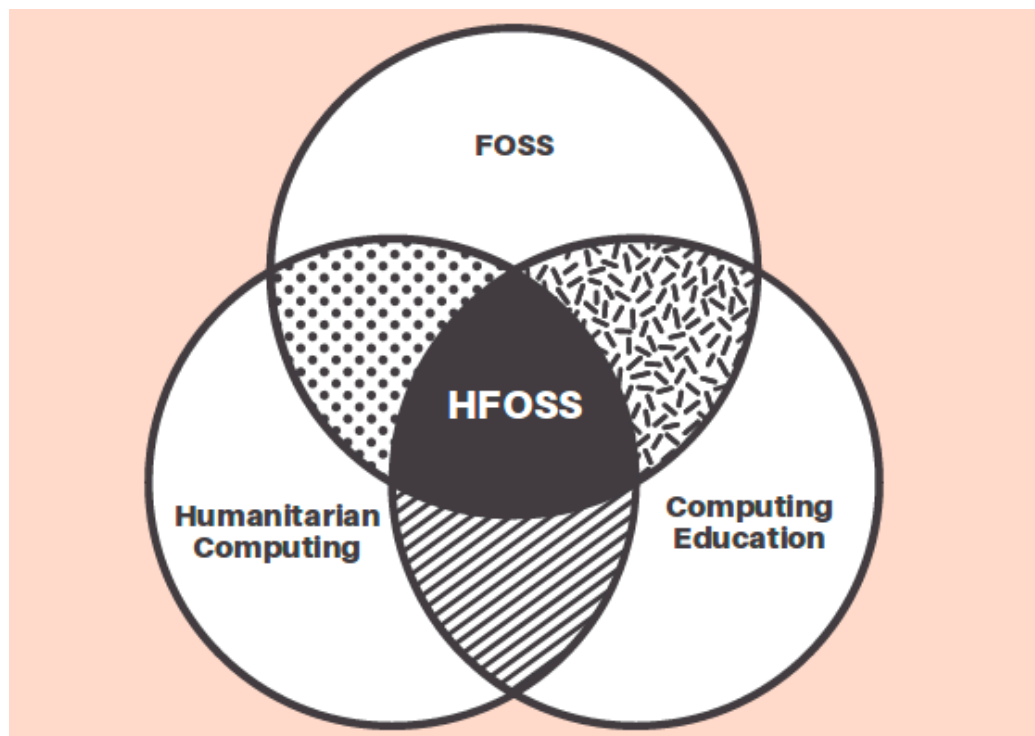 FOSS
HFOSS
Humanitarian
Computing
Computing
Education